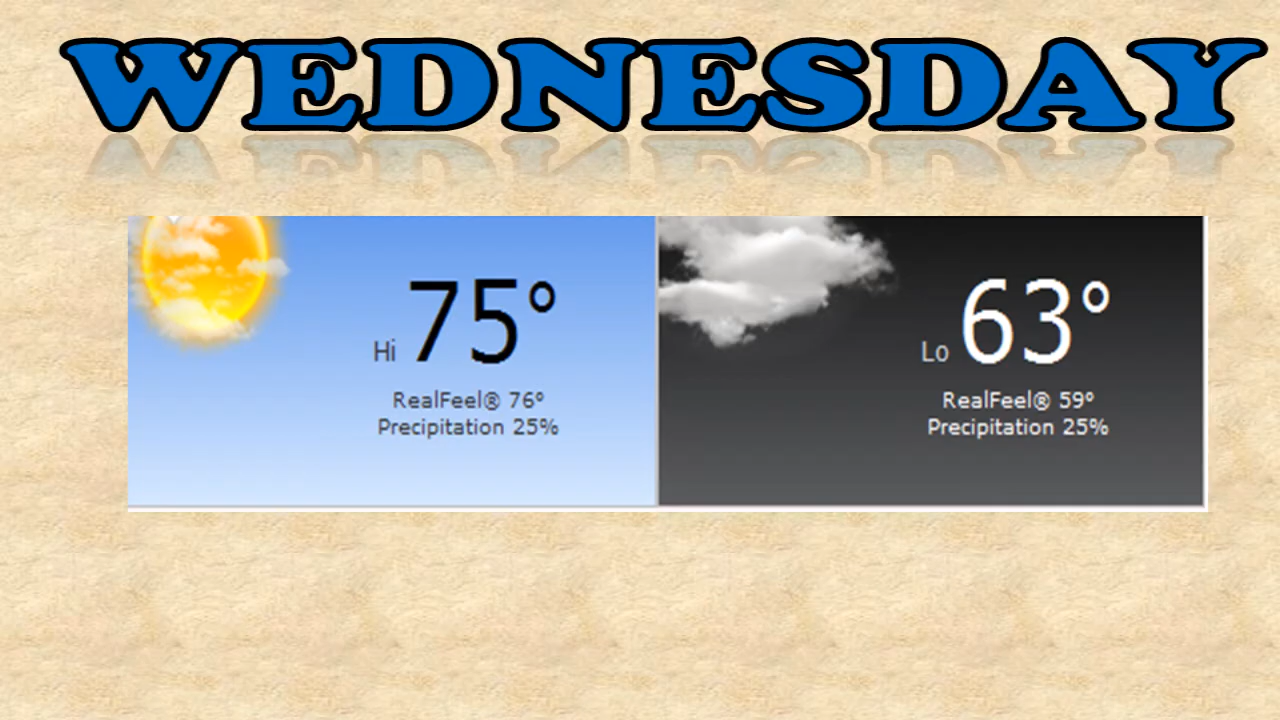 WEDNESDAY
Hi 75°
RealFeel® 76°
Precipitation 25%
Lo 63°
RealFeel® 59°
Precipitation 25%